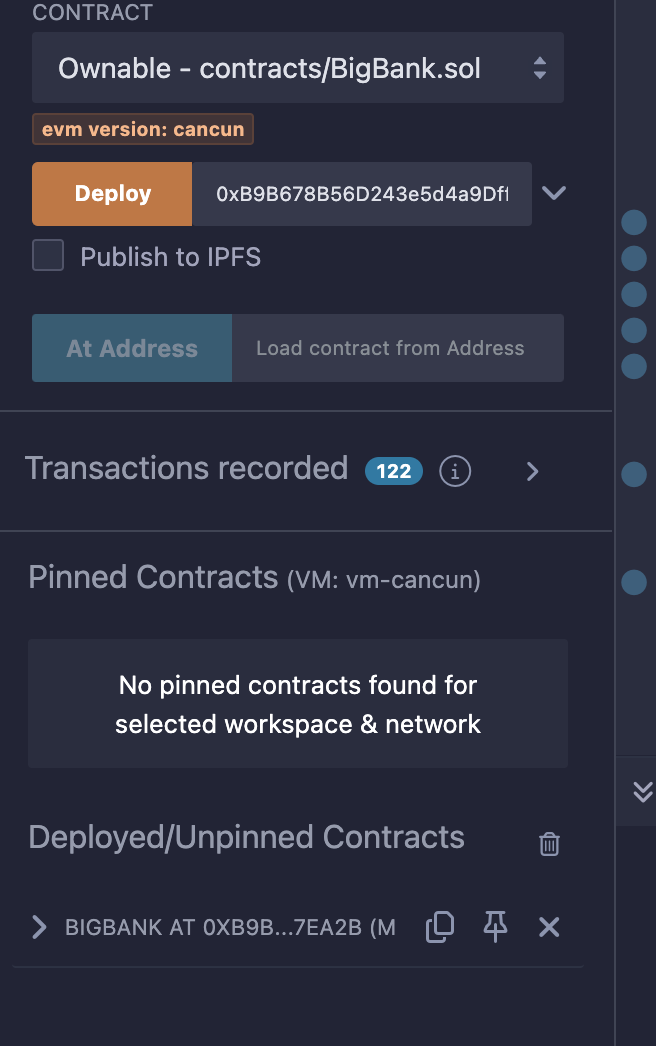 CONTRACT
Ownable - contracts/BigBank.sol
evm version: cancun
Deploy
0xB9B678B56D243e5d4a9Dff
Publish to IPFS
At Address
Load contract from Address
Transactions recorded 122
Pinned Contracts (VM: vm-cancun)
No pinned contracts found for
selected workspace & network
Deployed/Unpinned Contracts
BIGBANK AT 0XB9B...7EA2B (M